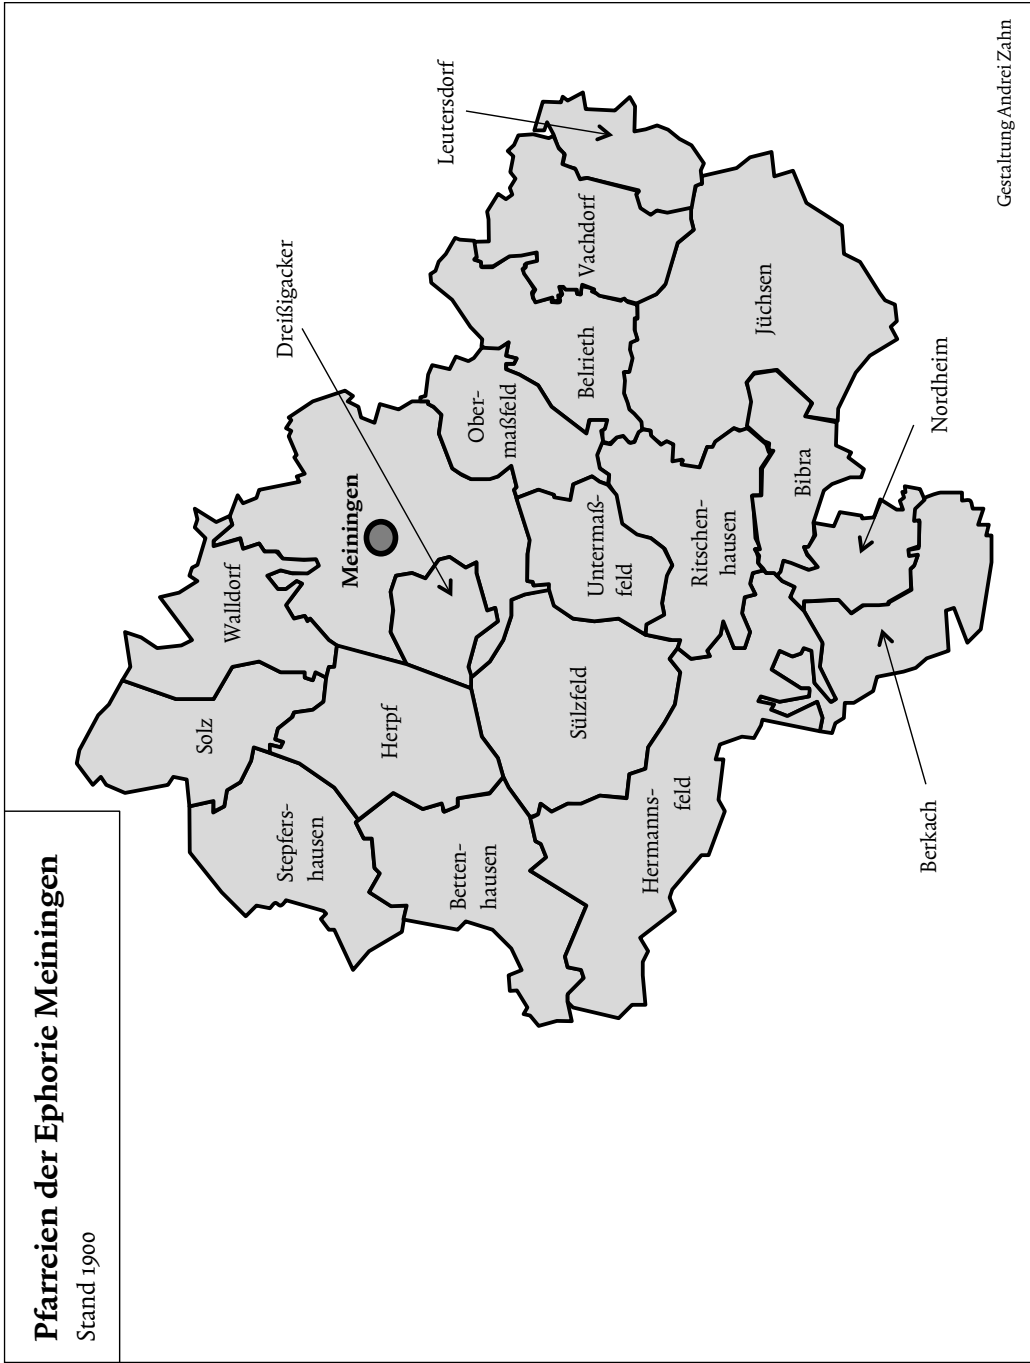 Pfarreien der Ephorie Meiningen
Stand 1900
Solz
Walldorf
Stepfers-
hausen
Herpf
Meiningen
Dreißigacker
Leutersdorf
Betten-
hausen
Ober-
maßfeld
Belrieth
Vachdorf
Sülzfeld
Untermaß-
feld
Hermanns-
feld
Ritschen-
hausen
Jüchsen
Bibra
Berkach
Nordheim
Gestaltung Andrei Zahn